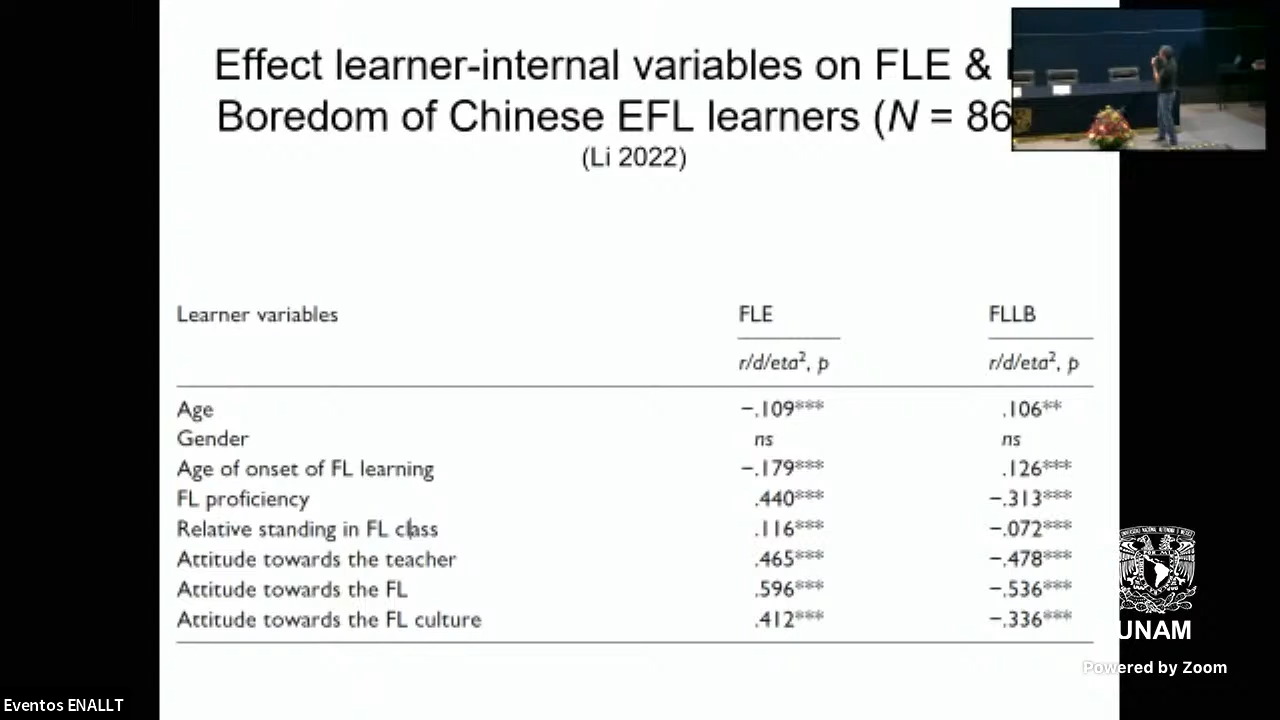 Effect learner-internal variables on FLE &
Boredom of Chinese EFL learners (N = 86
(Li 2022)
Learner variables FLE FLLB
r/d/eta², p r/d/eta², p
Age −.109*** .106**
Gender ns ns
Age of onset of FL learning −.179*** .126***
FL proficiency .440*** −.313***
Relative standing in FL class .116*** −.072***
Attitude towards the teacher .465*** −.478***
Attitude towards the FL .596*** −.536***
Attitude towards the FL culture .412*** −.336***
UNAM
Powered by Zoom
Eventos ENALLT